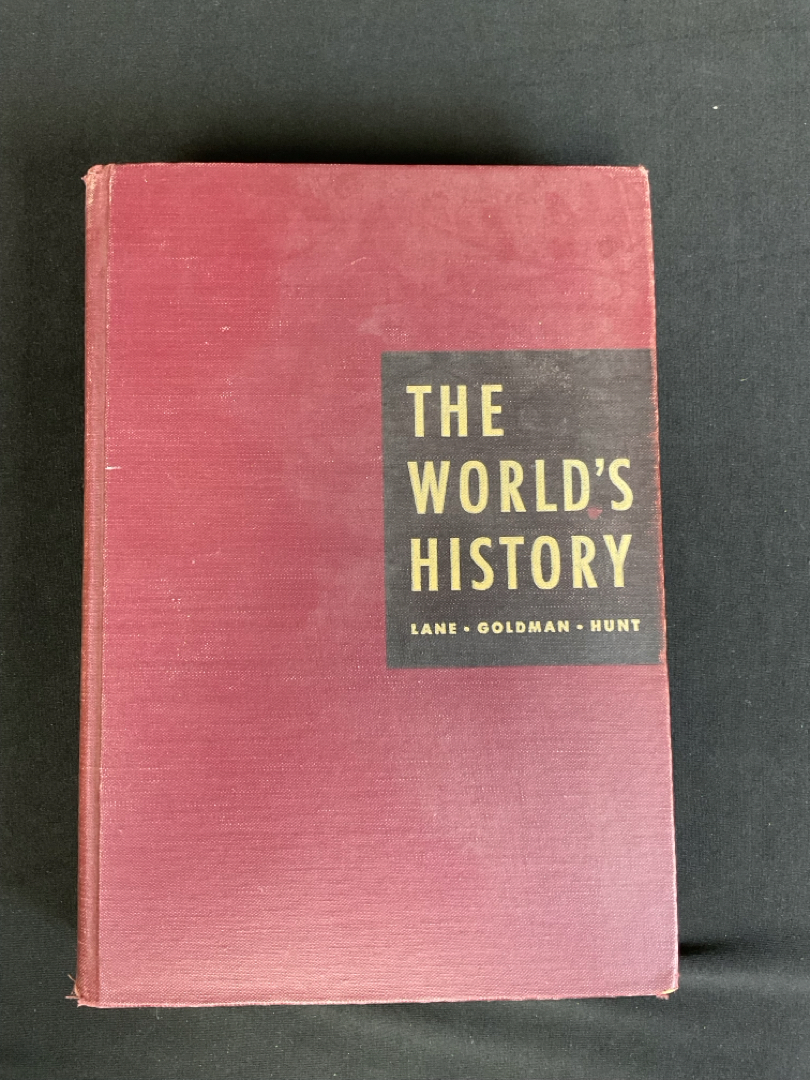 THE
WORLD'S
HISTORY
LANE • GOLDMAN • HUNT